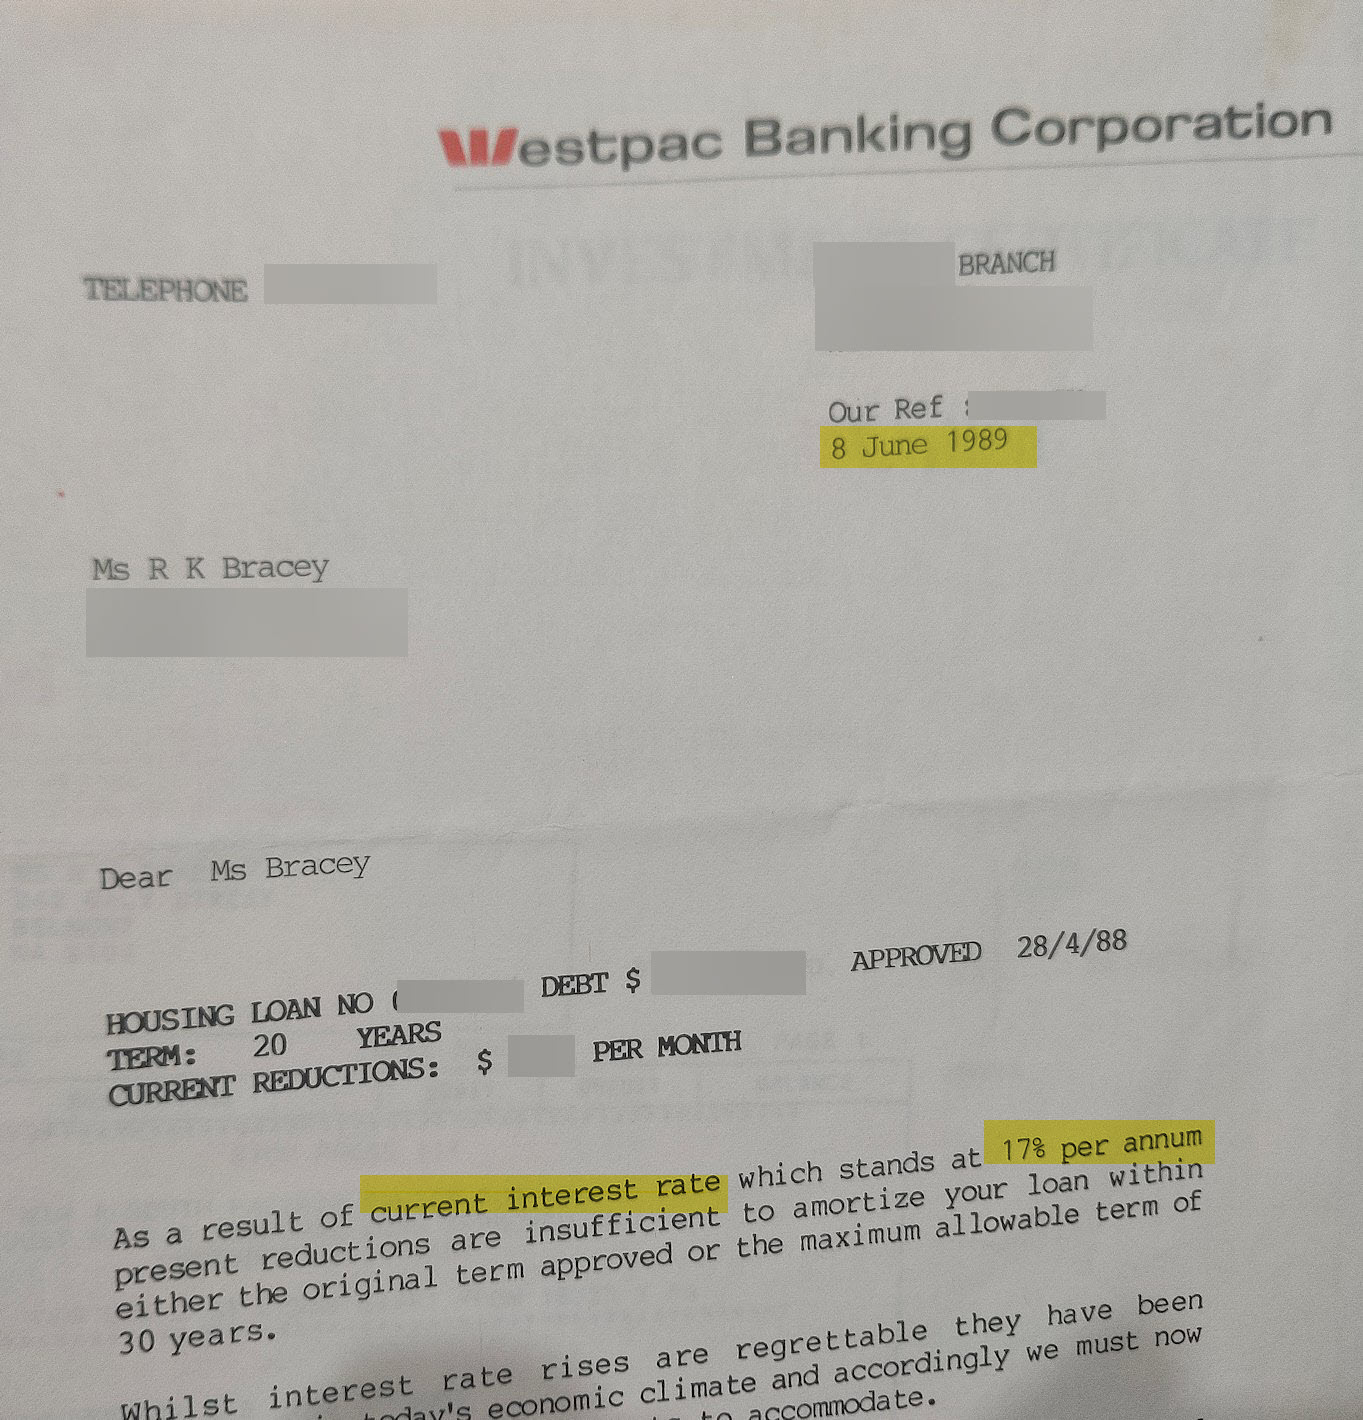 Westpac Banking Corporation
TELEPHONE
BRANCH
Our Ref :
8 June 1989
Ms R K Bracey
Dear Ms Bracey
HOUSING LOAN NO ( DEBT $ APPROVED 28/4/88
TERM: 20 YEARS
CURRENT REDUCTIONS: $ PER MONTH
As a result of current interest rate which stands at 17% per annum
present reductions are insufficient to amortize your loan within
either the original term approved or the maximum allowable term of
30 years.
Whilst interest rate rises are regrettable they have been
today's economic climate and accordingly we must now
to accommodate.